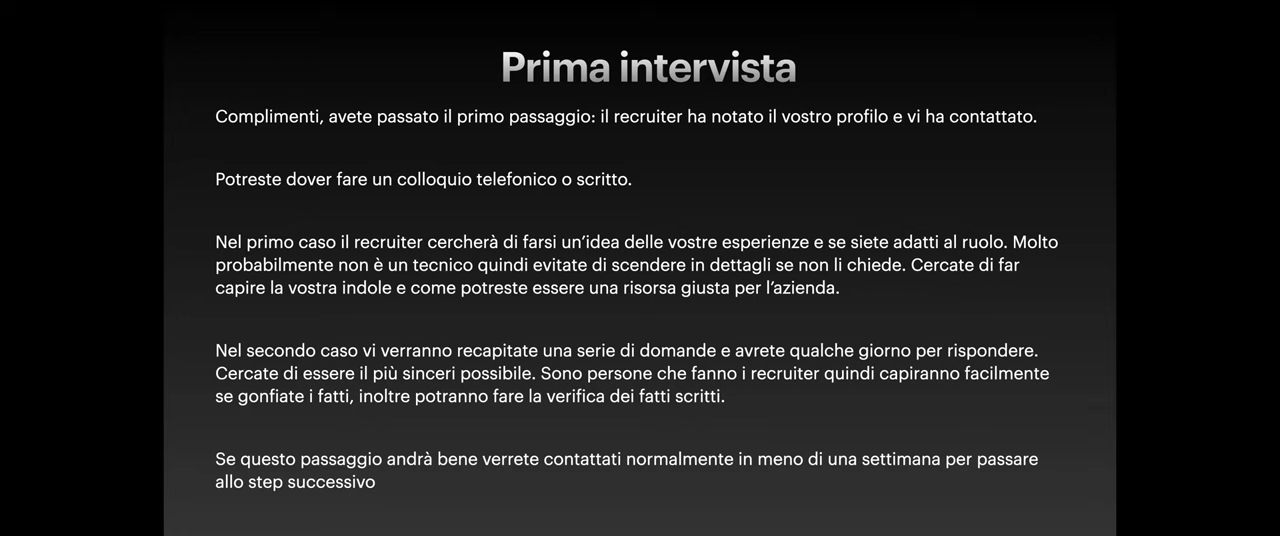 Prima intervista
Complimenti, avete passato il primo passaggio: il recruiter ha notato il vostro profilo e vi ha contattato.
Potreste dover fare un colloquio telefonico o scritto.
Nel primo caso il recruiter cercherà di farsi un’idea delle vostre esperienze e se siete adatti al ruolo. Molto
probabilmente non è un tecnico quindi evitate di scendere in dettagli se non li chiede. Cercate di far
capire la vostra indole e come potreste essere una risorsa giusta per l’azienda.
Nel secondo caso vi verranno recapitate una serie di domande e avrete qualche giorno per rispondere.
Cercate di essere il più sinceri possibile. Sono persone che fanno i recruiter quindi capiranno facilmente
se gonfiate i fatti, inoltre potranno fare la verifica dei fatti scritti.
Se questo passaggio andrà bene verrete contattati normalmente in meno di una settimana per passare
allo step successivo